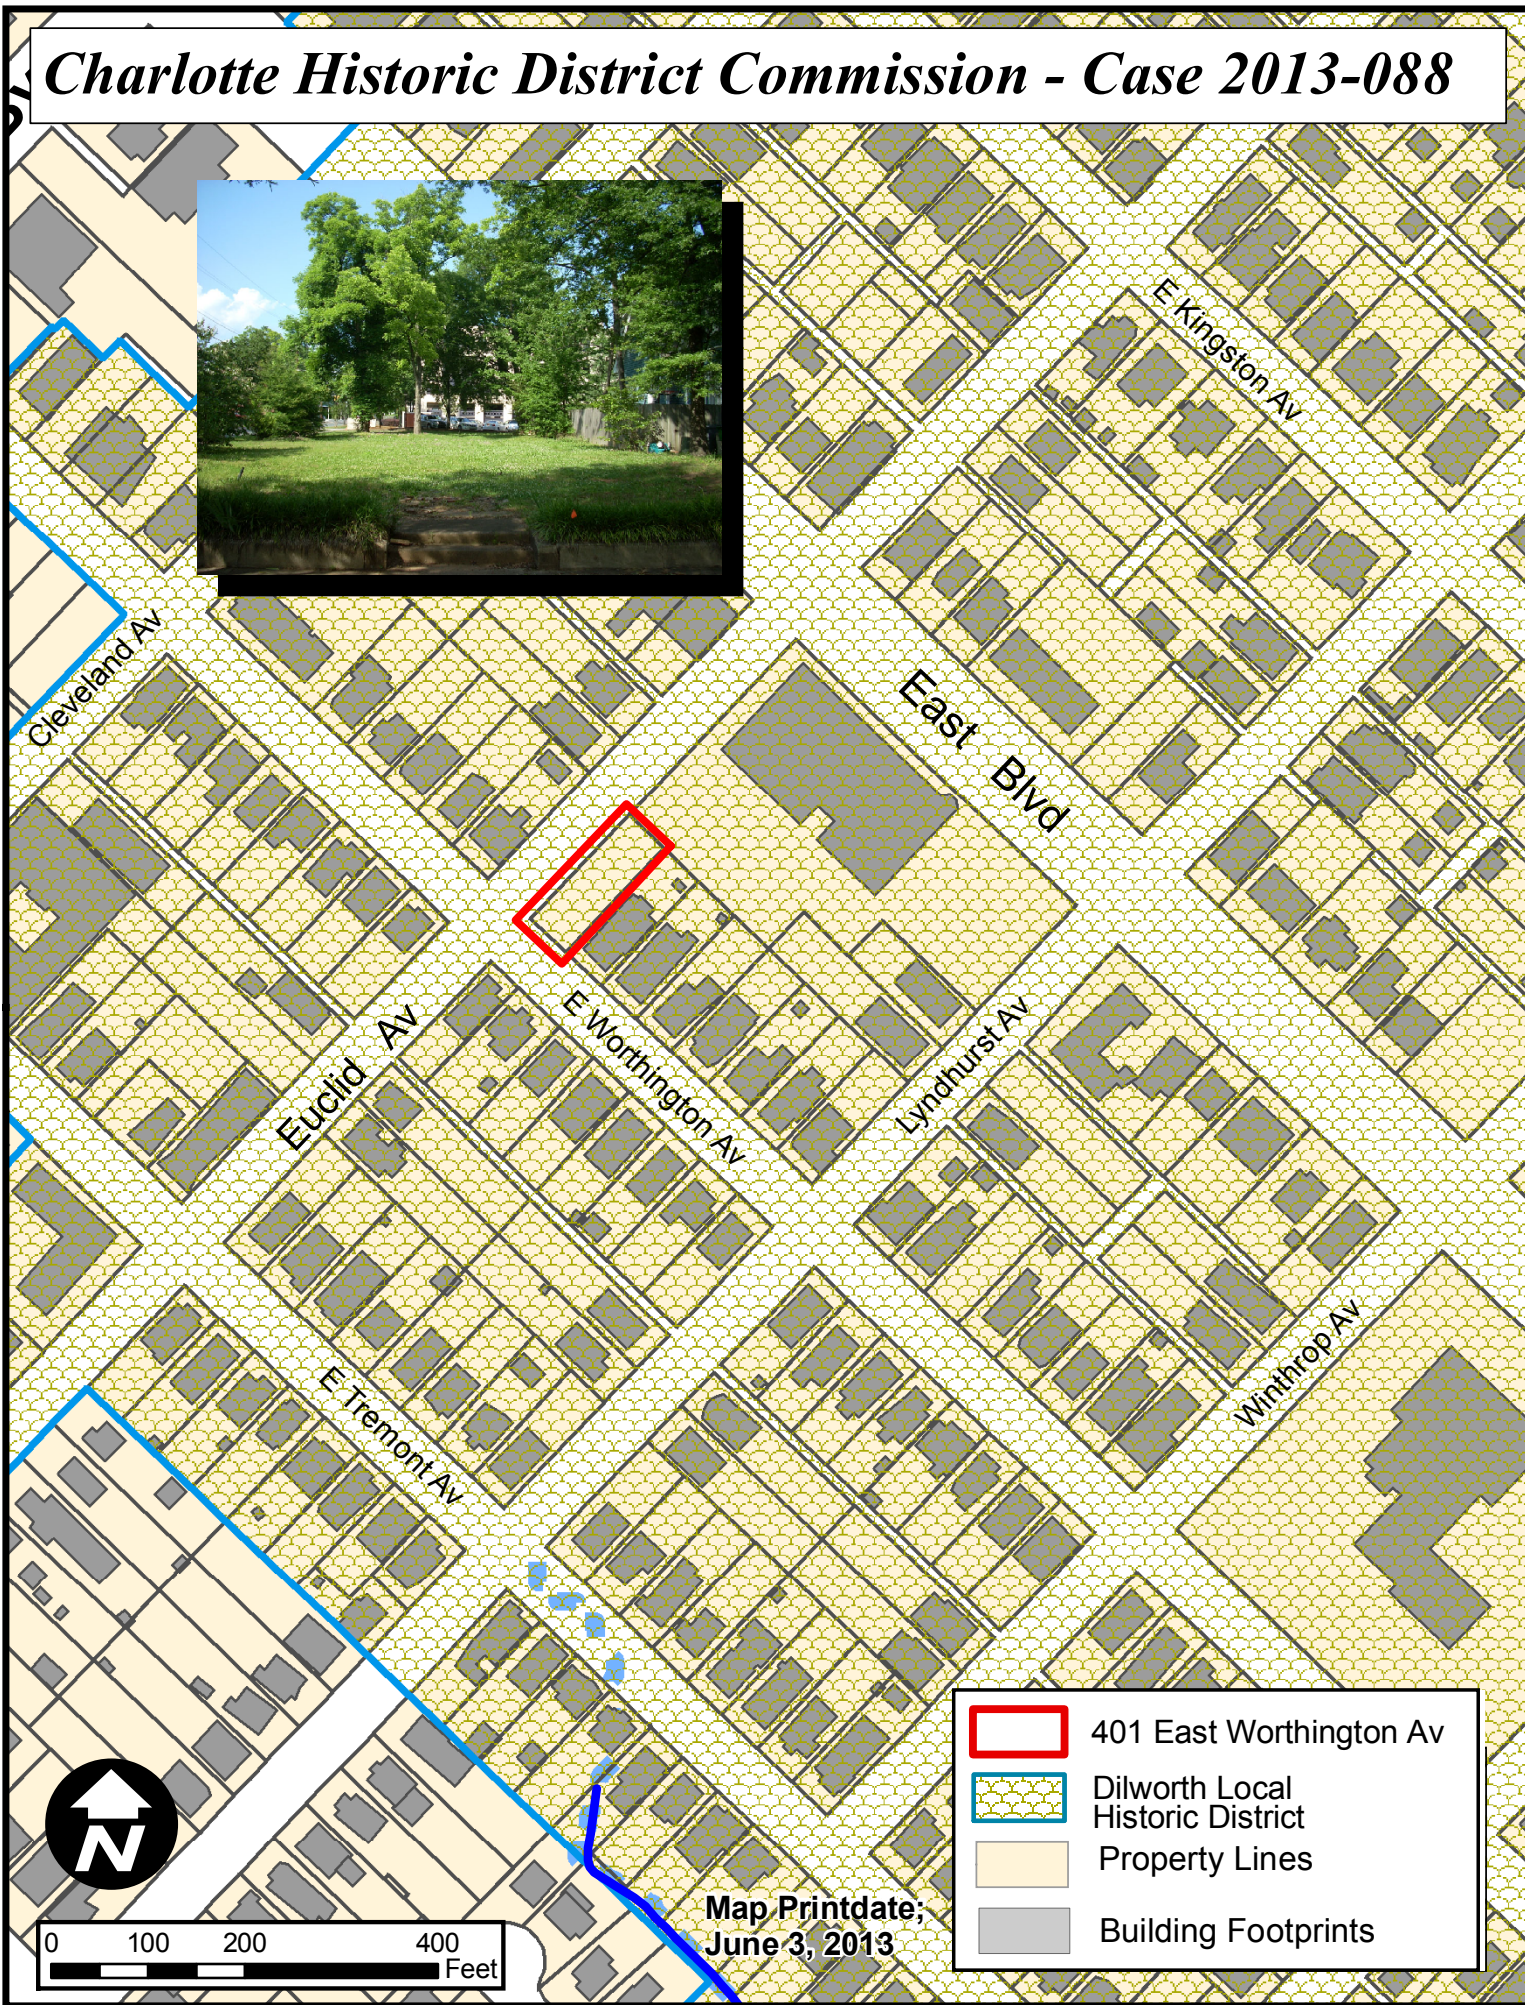 Charlotte Historic District Commission - Case 2013-088
E Kingston Av
Cleveland Av
East Blvd
E Worthington Av
Euclid Av
Lyndhurst Av
E Tremont Av
Winthrop Av
401 East Worthington Av
Dilworth Local
Historic District
Property Lines
Building Footprints
N
Map Printdate;
June 3, 2013
0 100 200 400
Feet